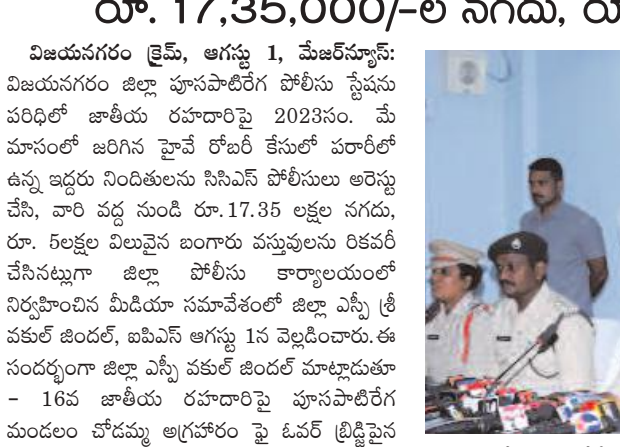 రూ. 17,35,000/-ల నగదు, రూ
విజయనగరం క్రైమ్, ఆగస్టు 1, మేజర్‌న్యూస్:
విజయనగరం జిల్లా పూసపాటిరేగ పోలీసు స్టేషను
పరిధిలో జాతీయ రహదారిపై 2023సం. మే
మాసంలో జరిగిన హైవే రోబరీ కేసులో పరారీలో
ఉన్న ఇద్దరు నిందితులను సిసిఎస్ పోలీసులు అరెస్టు
చేసి, వారి వద్ద నుండి రూ.17.35 లక్షల నగదు,
రూ. 5లక్షల విలువైన బంగారు వస్తువులను రికవరీ
చేసినట్లుగా జిల్లా పోలీసు కార్యాలయంలో
నిర్వహించిన మీడియా సమావేశంలో జిల్లా ఎస్పీ శ్రీ
వకుల్ జిందల్, ఐపిఎస్ ఆగస్టు 1న వెల్లడించారు.ఈ
సందర్భంగా జిల్లా ఎస్పీ వకుల్ జిందల్ మాట్లాడుతూ
- 16వ జాతీయ రహదారిపై పూసపాటిరేగ
మండలం చోడమ్మ అగ్రహారం ఫ్లై ఓవర్ బ్రిడ్జిపైన